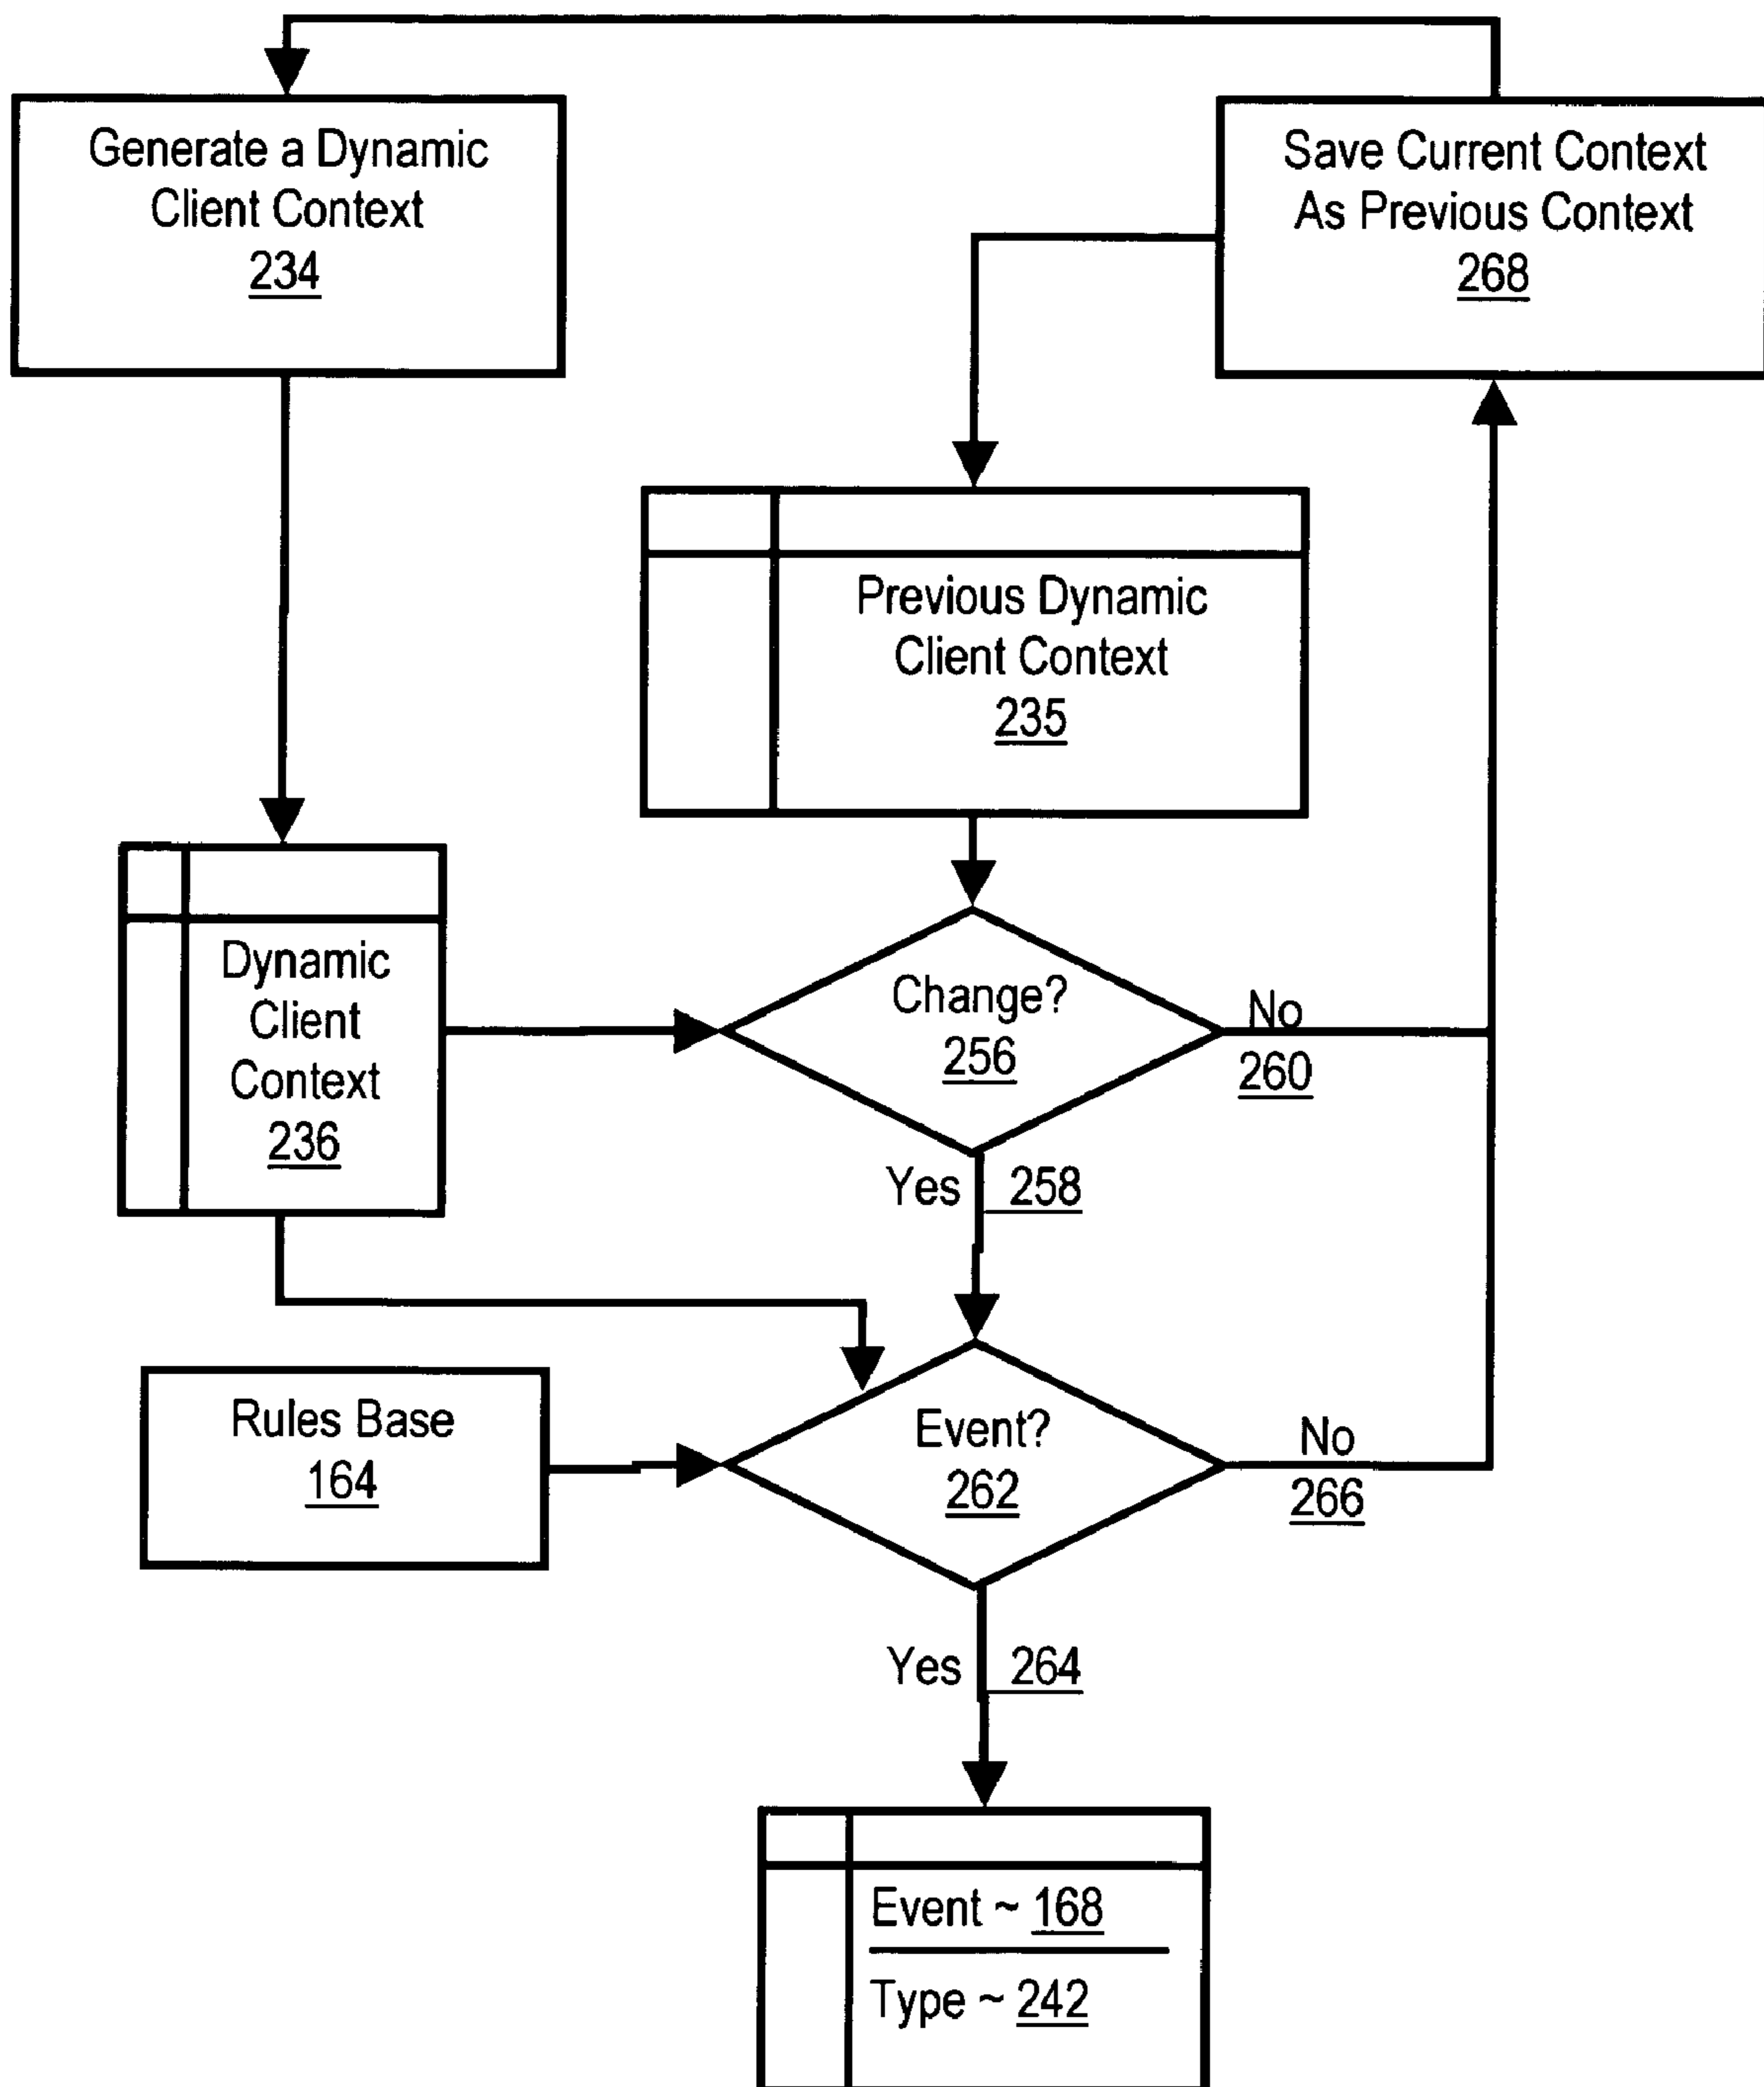 Generate a Dynamic
Client Context
234
Save Current Context
As Previous Context
268
Previous Dynamic
Client Context
235
Dynamic
Client
Context
236
Change?
256
No
260
Yes 258
Rules Base
164
Event?
262
No
266
Yes 264
Event ~ 168
Type ~ 242